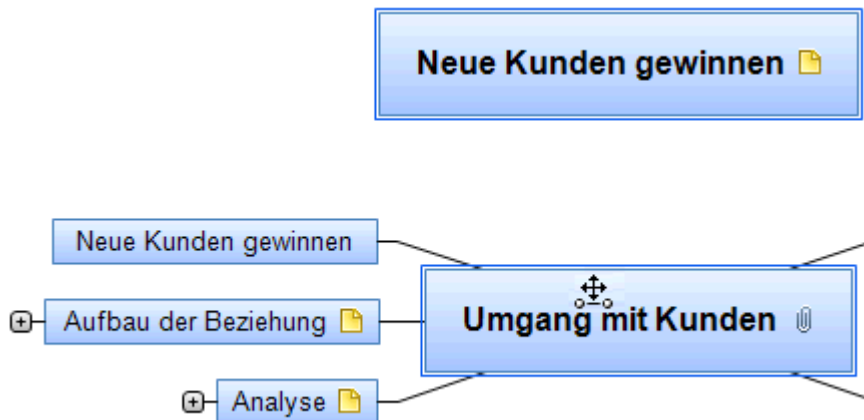 Neue Kunden gewinnen
Neue Kunden gewinnen
Aufbau der Beziehung
Umgang mit Kunden
Analyse